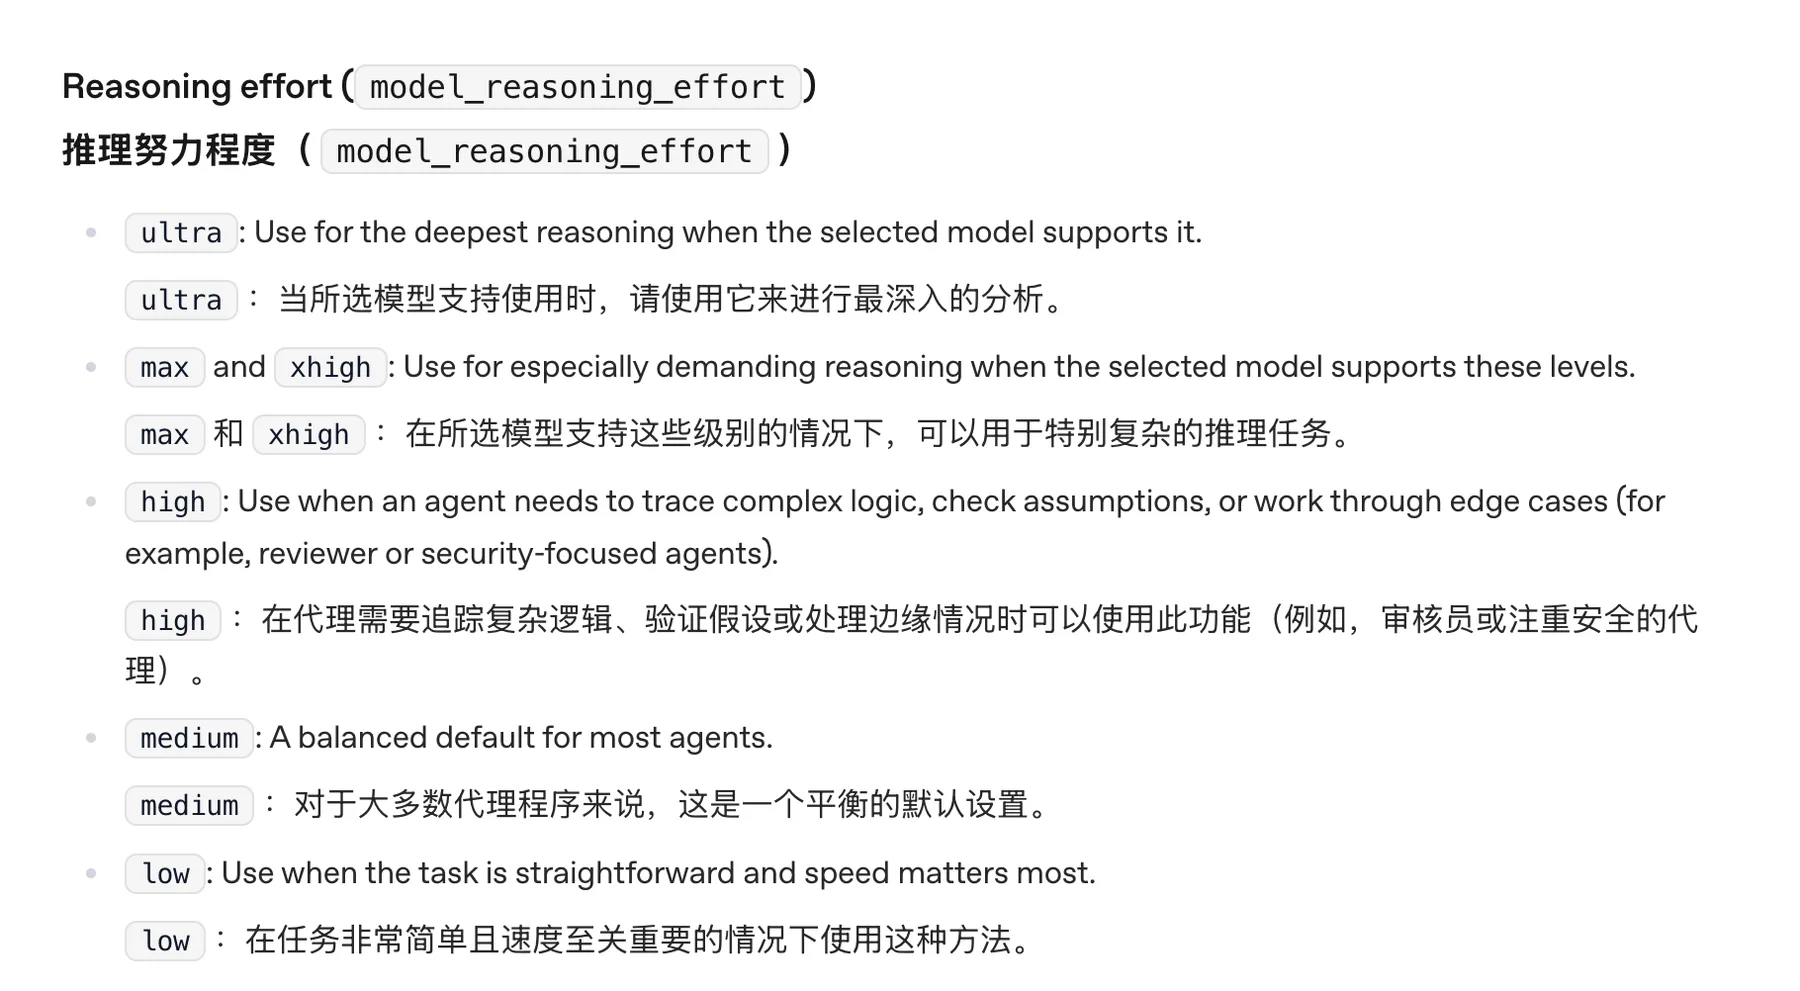 Reasoning effort (model_reasoning_effort)
推理努力程度（ model_reasoning_effort ）
ultra: Use for the deepest reasoning when the selected model supports it.
ultra ：当所选模型支持使用时，请使用它来进行最深入的分析。
max and xhigh: Use for especially demanding reasoning when the selected model supports these levels.
max 和 xhigh ：在所选模型支持这些级别的情况下，可以用于特别复杂的推理任务。
high: Use when an agent needs to trace complex logic, check assumptions, or work through edge cases (for
example, reviewer or security-focused agents).
high ：在代理需要追踪复杂逻辑、验证假设或处理边缘情况时可以使用此功能（例如，审核员或注重安全的代
理）。
medium: A balanced default for most agents.
medium ：对于大多数代理程序来说，这是一个平衡的默认设置。
low: Use when the task is straightforward and speed matters most.
low ：在任务非常简单且速度至关重要的情况下使用这种方法。